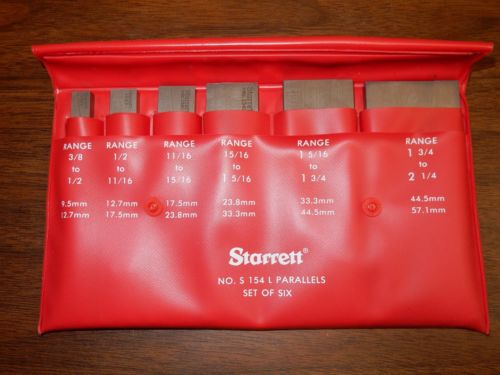 RANGE
3/8
to
1/2
9.5mm
12.7mm
RANGE
1/2
to
11/16
12.7mm
17.5mm
RANGE
11/16
to
15/16
17.5mm
23.8mm
RANGE
15/16
to
1 5/16
23.8mm
33.3mm
RANGE
1 5/16
to
1 3/4
33.3mm
44.5mm
RANGE
1 3/4
to
2 1/4
44.5mm
57.1mm
Starrett®
NO. S 154 L PARALLELS
SET OF SIX